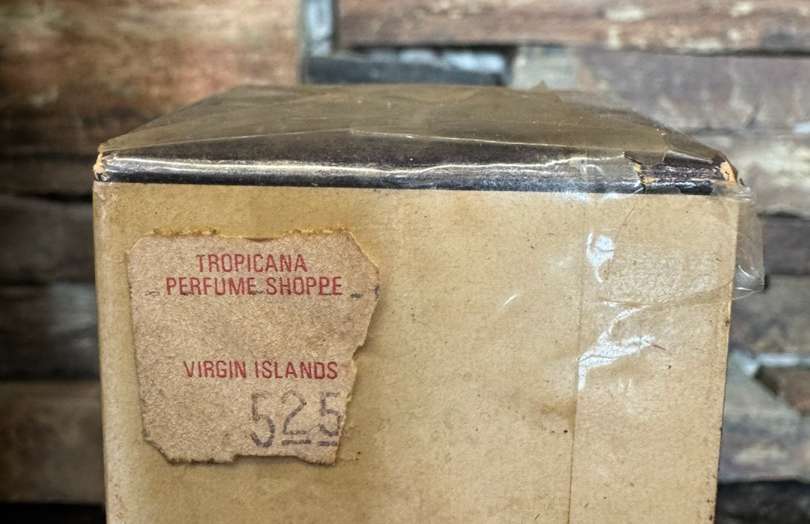 TROPICANA
PERFUME SHOPPE
VIRGIN ISLANDS
525